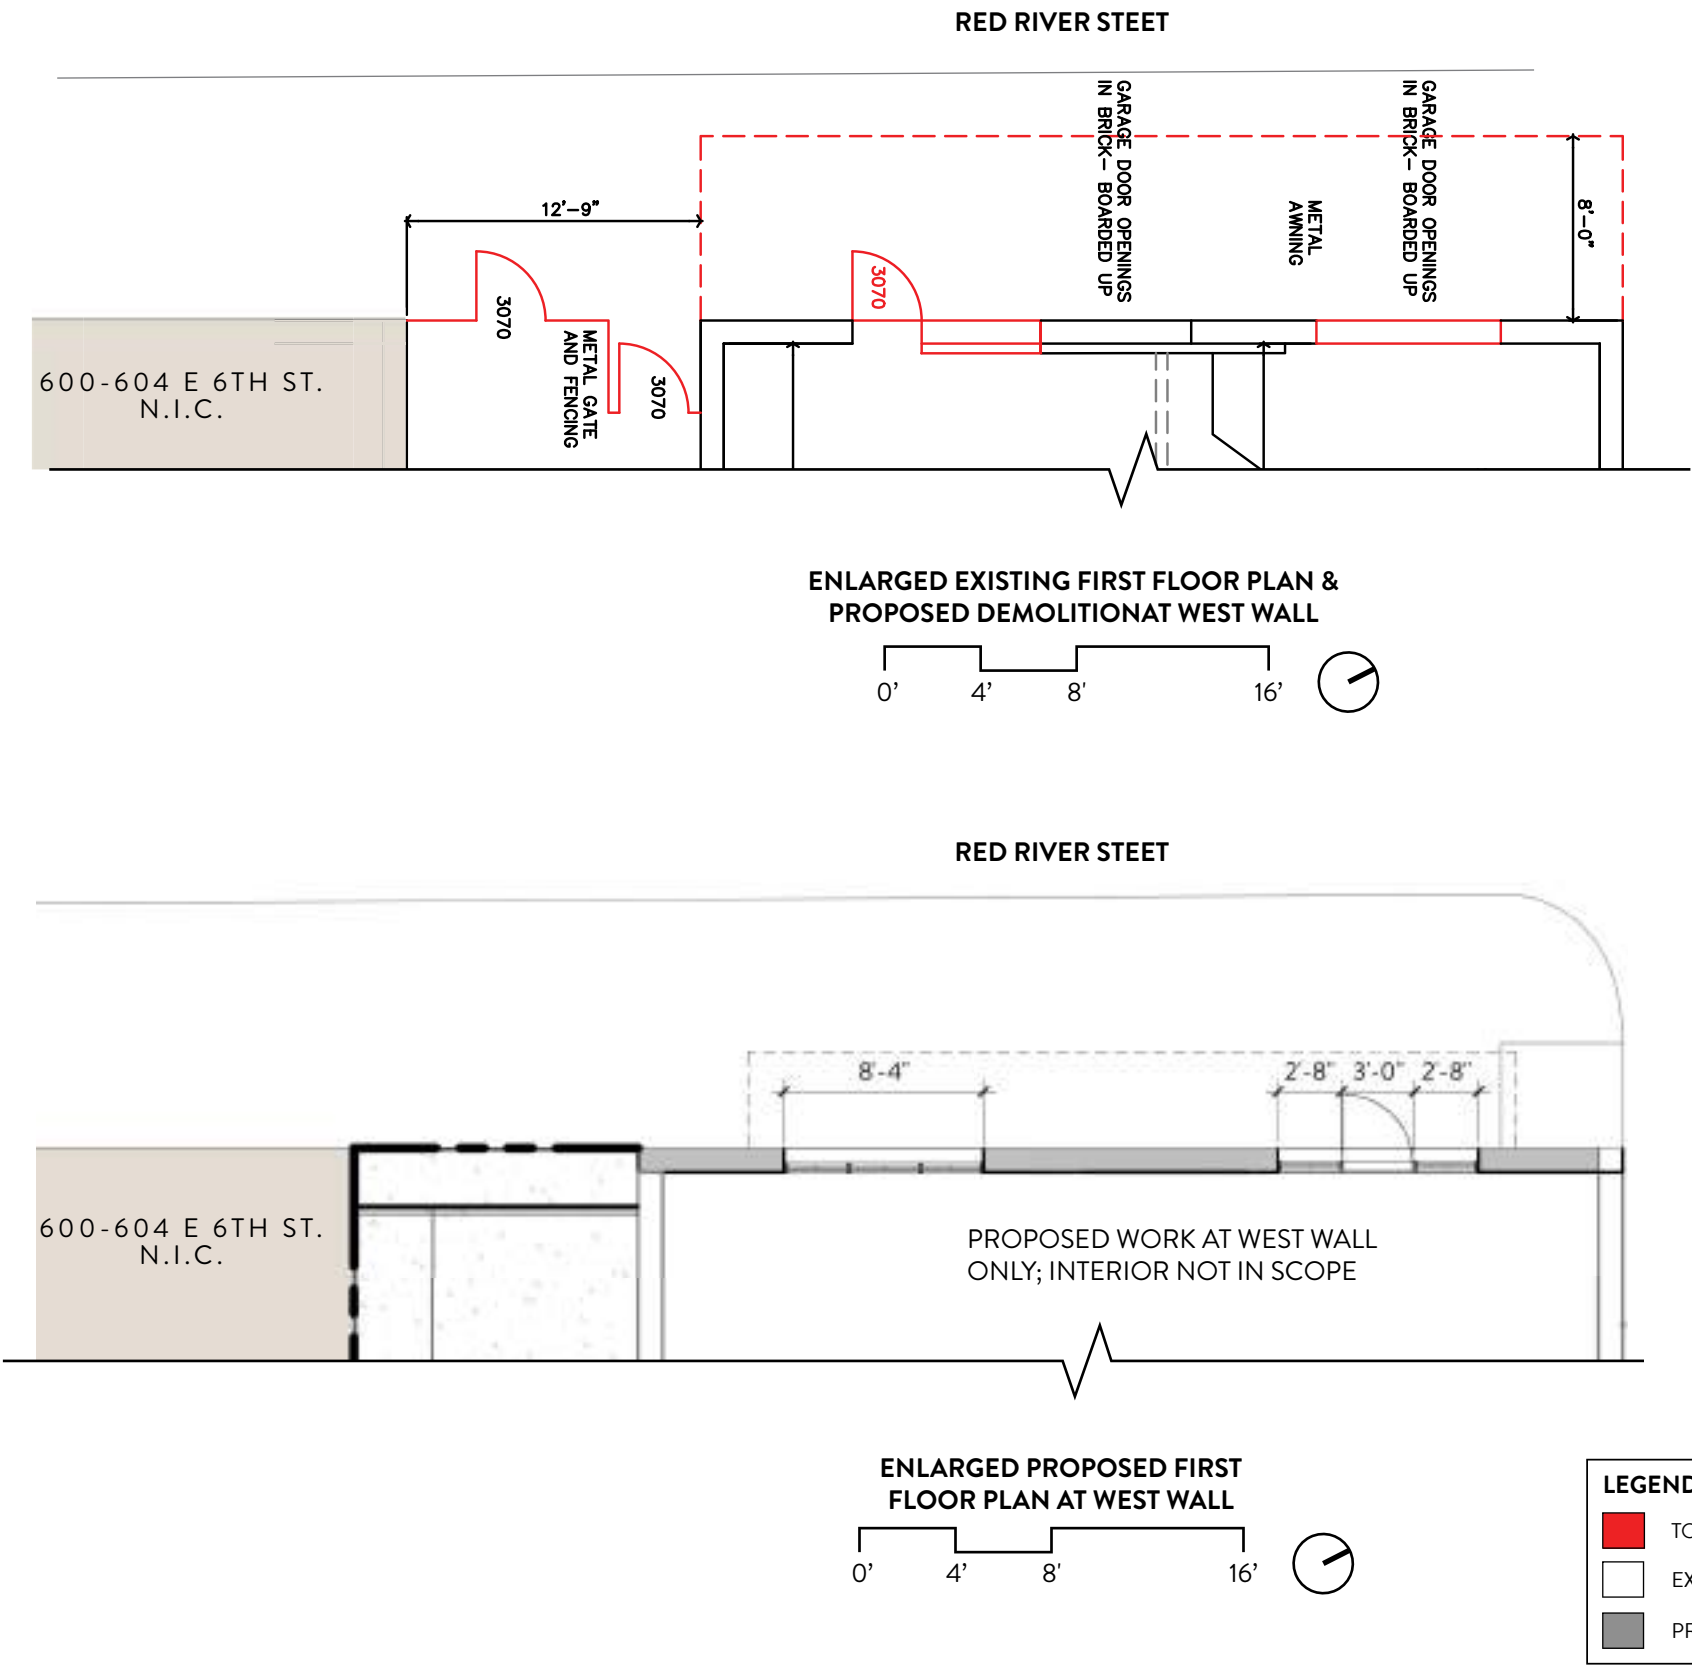 RED RIVER STEET
GARAGE DOOR OPENINGS
IN BRICK- BOARDED UP
GARAGE DOOR OPENINGS
IN BRICK- BOARDED UP
METAL
AWNING
8'-0"
12'-9"
3070
3070
METAL GATE
AND FENCING
3070
600-604 E 6TH ST.
N.I.C.
ENLARGED EXISTING FIRST FLOOR PLAN &
PROPOSED DEMOLITIONAT WEST WALL
0’ 4’ 8' 16’
RED RIVER STEET
8'-4" 2'-8" 3'-0" 2'-8"
600-604 E 6TH ST.
N.I.C.
PROPOSED WORK AT WEST WALL
ONLY; INTERIOR NOT IN SCOPE
ENLARGED PROPOSED FIRST
FLOOR PLAN AT WEST WALL
0’ 4’ 8' 16’
LEGEND